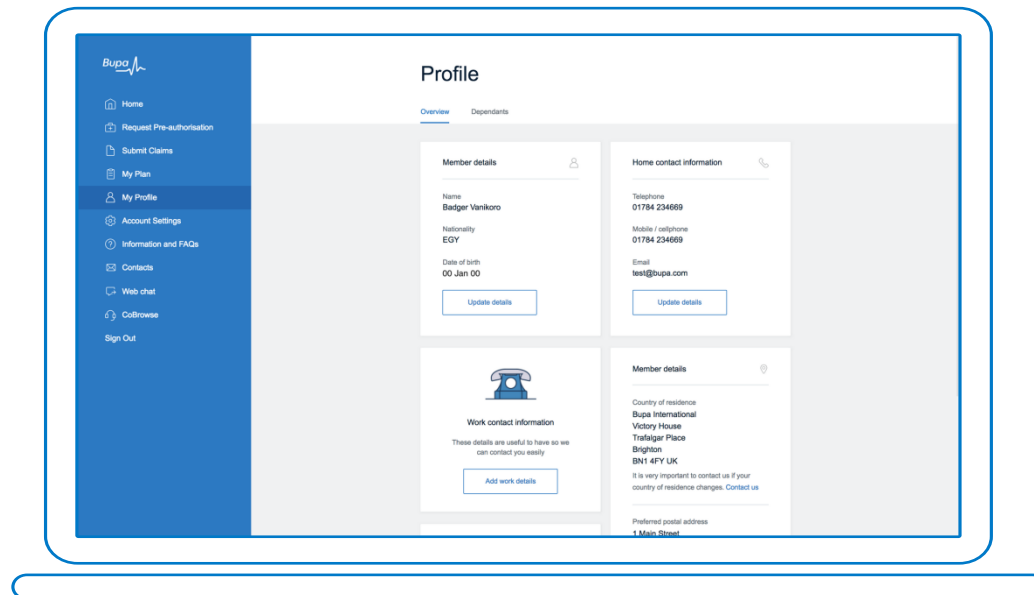 Bupa
Home
Request Pre-authorisation
Submit Claims
My Plan
My Profile
Account Settings
Information and FAQs
Contacts
Web chat
CoBrowse
Sign Out
Profile
Overview
Dependants
Member details
Name
Badger Vanikoro
Nationality
EGY
Date of birth
00 Jan 00
Update details
Home contact information
Telephone
01784 234669
Mobile / cellphone
01784 234669
Email
test@bupa.com
Update details
Work contact information
These details are useful to have so we
can contact you easily
Add work details
Member details
Country of residence
Bupa International
Victory House
Trafalgar Place
Brighton
BN1 4FY UK
It is very important to contact us if your
country of residence changes. Contact us
Preferred postal address
1 Main Street